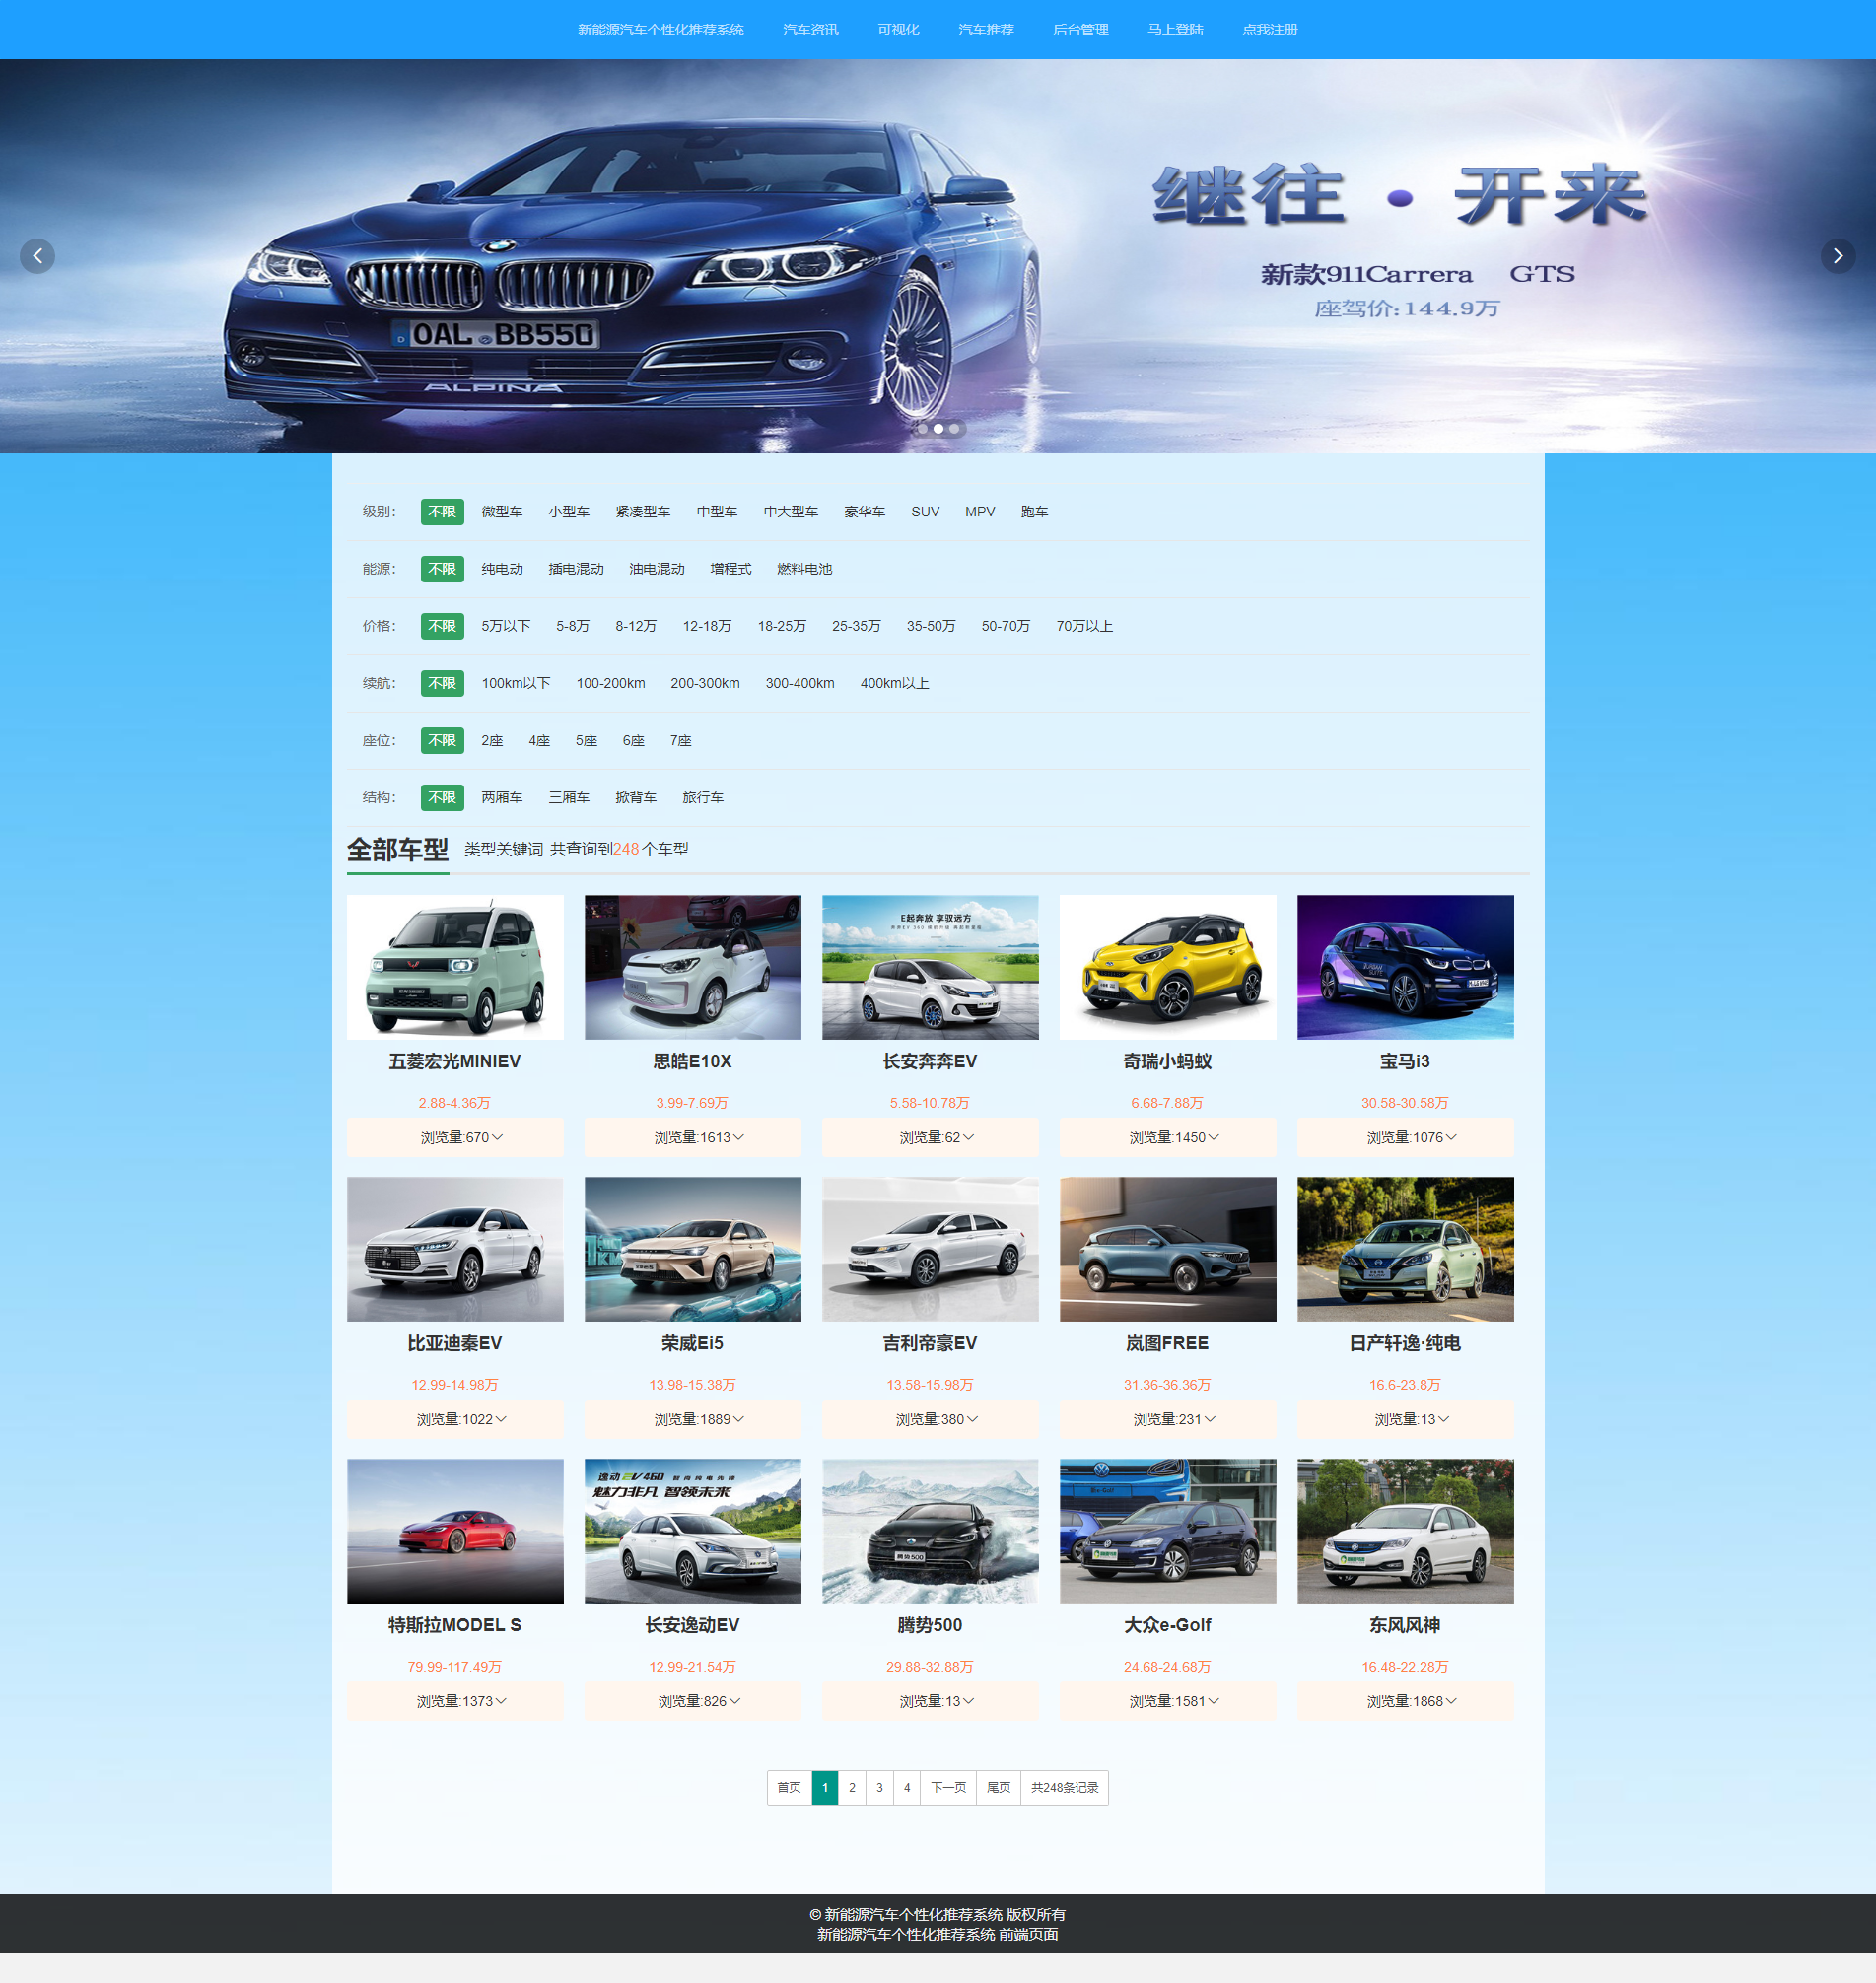 新能源汽车个性化推荐系统 汽车资讯 可视化 汽车推荐 后台管理 马上登陆 点我注册
继往·开来
新款911Carrera GTS
座驾价:144.9万
OAL BB550
ALPINA
级别: 不限 微型车 小型车 紧凑型车 中型车 中大型车 豪华车 SUV MPV 跑车
能源: 不限 纯电动 插电混动 油电混动 增程式 燃料电池
价格: 不限 5万以下 5-8万 8-12万 12-18万 18-25万 25-35万 35-50万 50-70万 70万以上
续航: 不限 100km以下 100-200km 200-300km 300-400km 400km以上
座位: 不限 2座 4座 5座 6座 7座
结构: 不限 两厢车 三厢车 掀背车 旅行车
全部车型 类型关键词 共查询到248个车型
E起奔放 享驭远方
五菱宏光MINIEV 思皓E10X 长安奔奔EV 奇瑞小蚂蚁 宝马i3
2.88-4.36万 3.99-7.69万 5.58-10.78万 6.68-7.88万 30.58-30.58万
浏览量:670 浏览量:1613 浏览量:62 浏览量:1450 浏览量:1076
比亚迪秦EV 荣威Ei5 吉利帝豪EV 岚图FREE 日产轩逸·纯电
12.99-14.98万 13.98-15.38万 13.58-15.98万 31.36-36.36万 16.6-23.8万
浏览量:1022 浏览量:1889 浏览量:380 浏览量:231 浏览量:13
逸动EV460 时尚纯电先锋
魅力非凡 智领未来
腾势500
特斯拉MODEL S 长安逸动EV 腾势500 大众e-Golf 东风风神
79.99-117.49万 12.99-21.54万 29.88-32.88万 24.68-24.68万 16.48-22.28万
浏览量:1373 浏览量:826 浏览量:13 浏览量:1581 浏览量:1868
首页 1 2 3 4 下一页 尾页 共248条记录
© 新能源汽车个性化推荐系统 版权所有
新能源汽车个性化推荐系统 前端页面